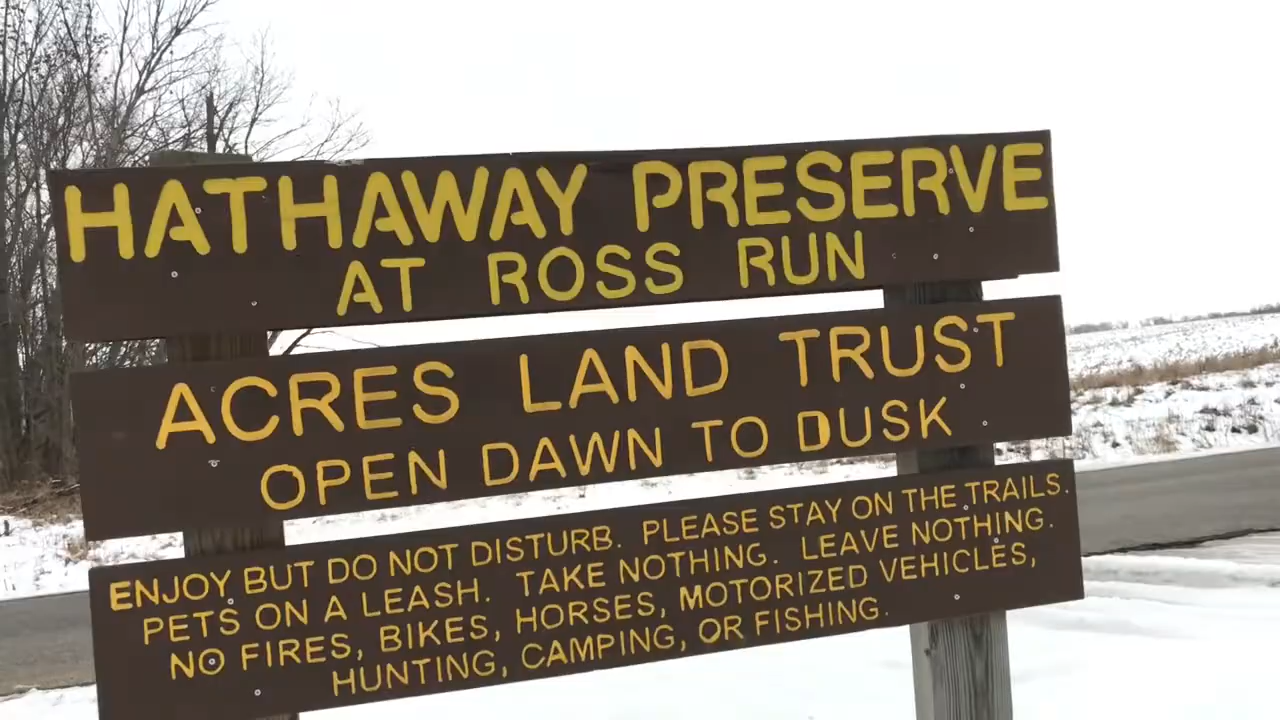 HATHAWAY PRESERVE
AT ROSS RUN
ACRES LAND TRUST
OPEN DAWN TO DUSK
ENJOY BUT DO NOT DISTURB. PLEASE STAY ON THE TRAILS.
PETS ON A LEASH. TAKE NOTHING. LEAVE NOTHING.
NO FIRES, BIKES, HORSES, MOTORIZED VEHICLES,
HUNTING, CAMPING, OR FISHING.